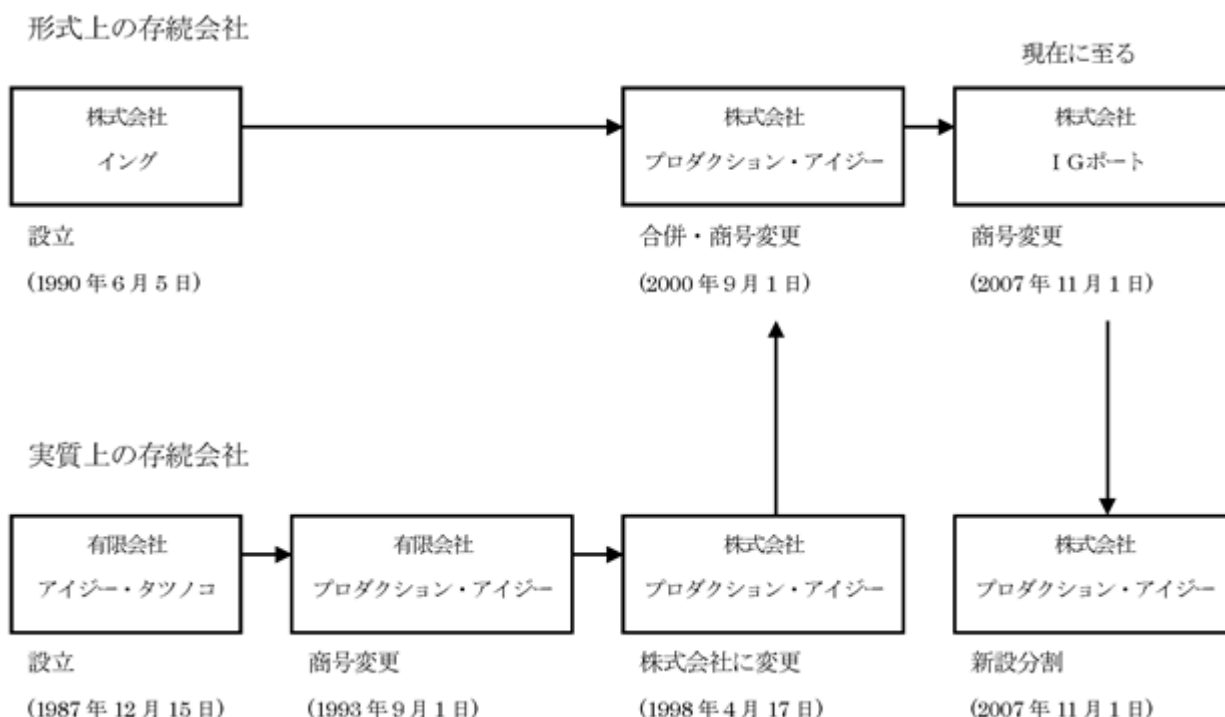 形式上の存続会社
現在に至る
株式会社
イング
株式会社
プロダクション・アイジー
株式会社
ＩＧポート
設立
(1990年6月5日)
合併・商号変更
(2000年9月1日)
商号変更
(2007年11月1日)
実質上の存続会社
有限会社
アイジー・タツノコ
有限会社
プロダクション・アイジー
株式会社
プロダクション・アイジー
株式会社
プロダクション・アイジー
設立
(1987年12月15日)
商号変更
(1993年9月1日)
株式会社に変更
(1998年4月17日)
新設分割
(2007年11月1日)